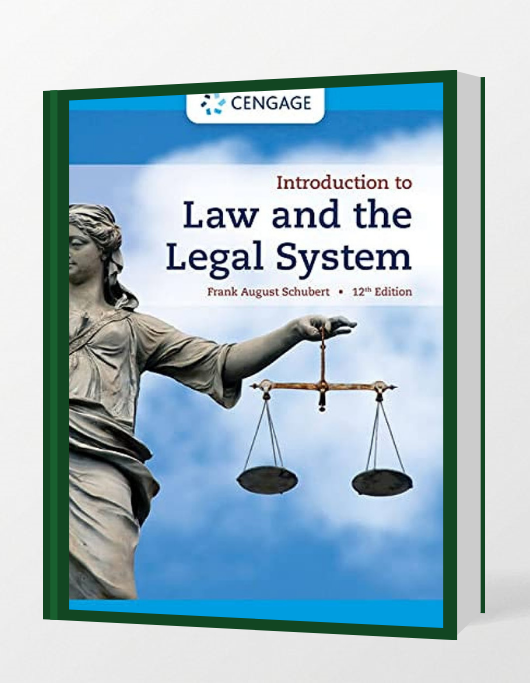 CENGAGE
Introduction to
Law and the
Legal System
Frank August Schubert • 12th Edition